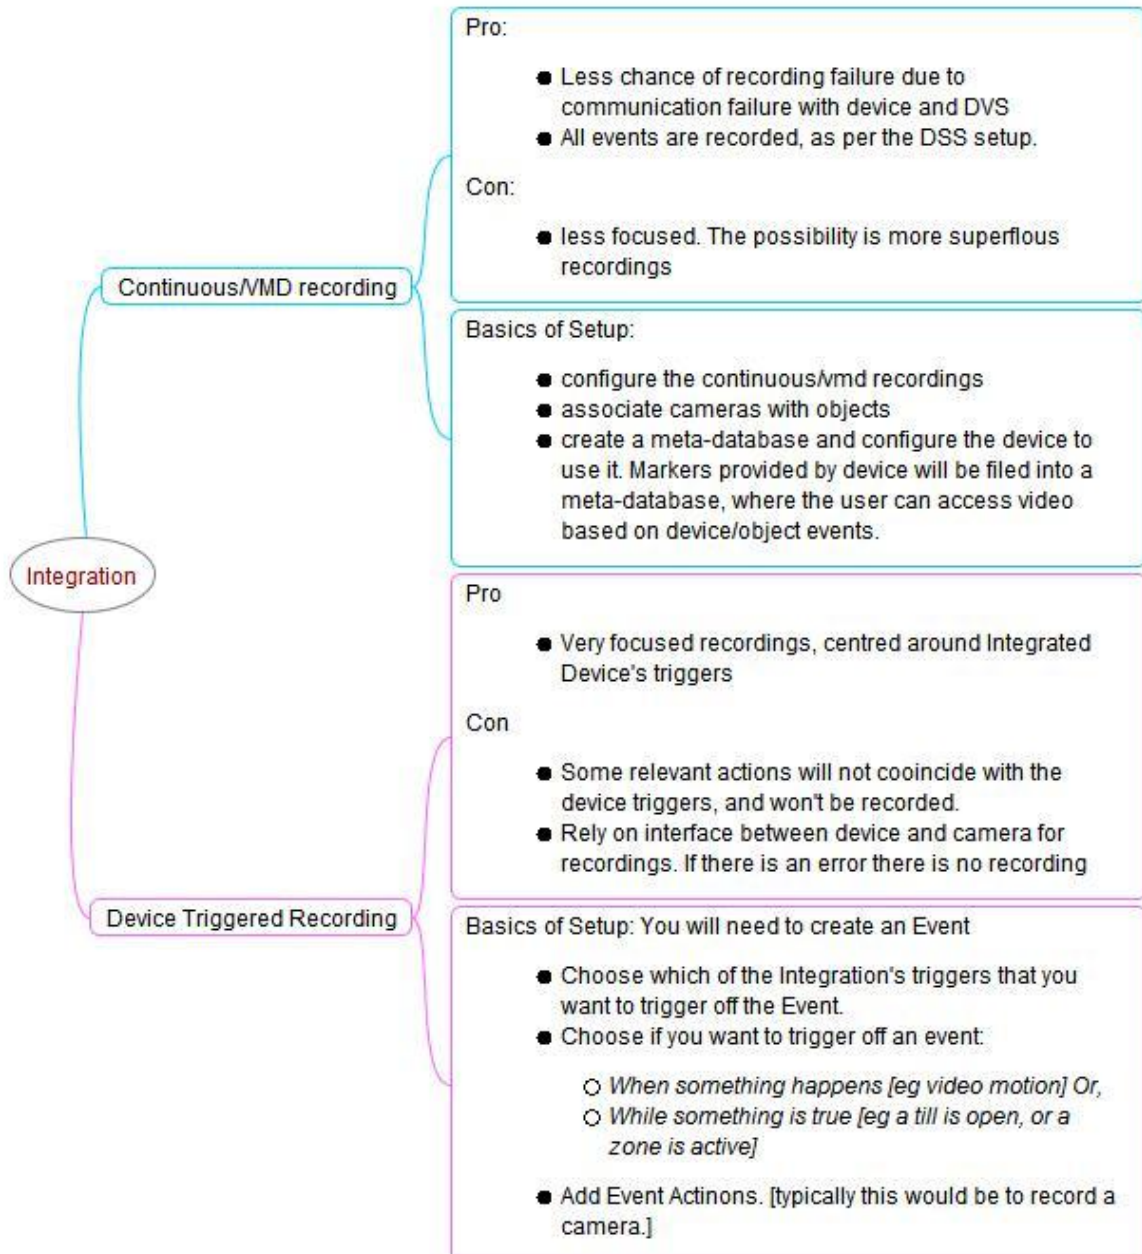 Pro:
Less chance of recording failure due to
communication failure with device and DVS
All events are recorded, as per the DSS setup.
Con:
less focused. The possibility is more superflous
recordings
Continuous/VMD recording
Basics of Setup:
configure the continuous/vmd recordings
associate cameras with objects
create a meta-database and configure the device to
use it. Markers provided by device will be filed into a
meta-database, where the user can access video
based on device/object events.
Integration
Pro
Very focused recordings, centred around Integrated
Device's triggers
Con
Some relevant actions will not cooincide with the
device triggers, and won't be recorded.
Rely on interface between device and camera for
recordings. If there is an error there is no recording
Device Triggered Recording
Basics of Setup: You will need to create an Event
Choose which of the Integration's triggers that you
want to trigger off the Event.
Choose if you want to trigger off an event:
When something happens [eg video motion] Or,
While something is true [eg a till is open, or a
zone is active]
Add Event Actinons. [typically this would be to record a
camera.]